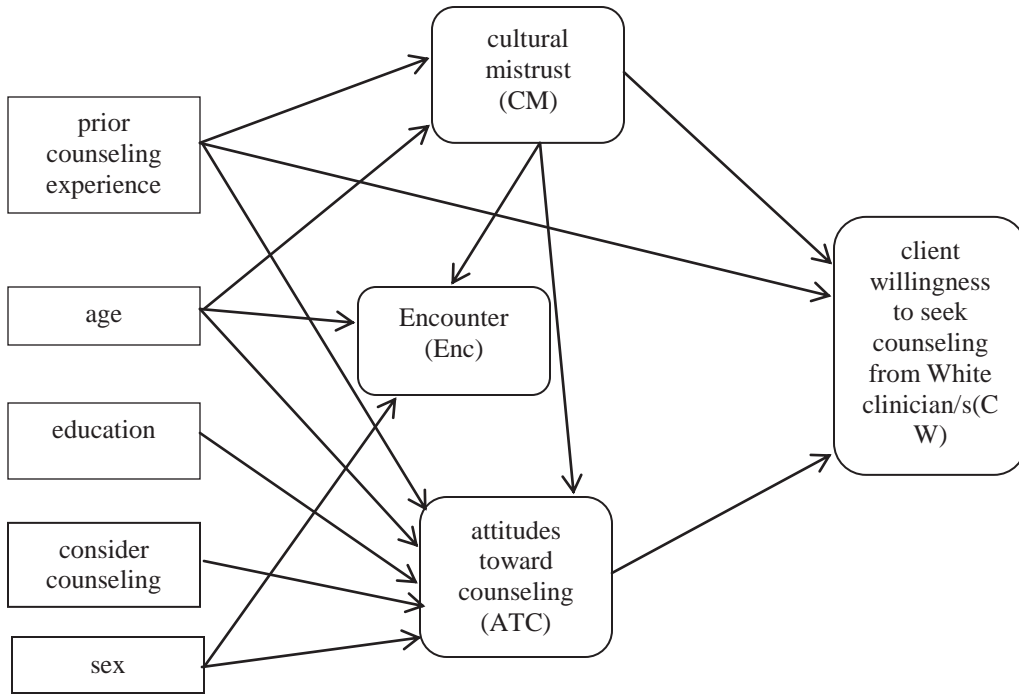 cultural
mistrust
(CM)
prior
counseling
experience
age
Encounter
(Enc)
education
consider
counseling
sex
attitudes
toward
counseling
(ATC)
client
willingness
to seek
counseling
from White
clinician/s(C
W)